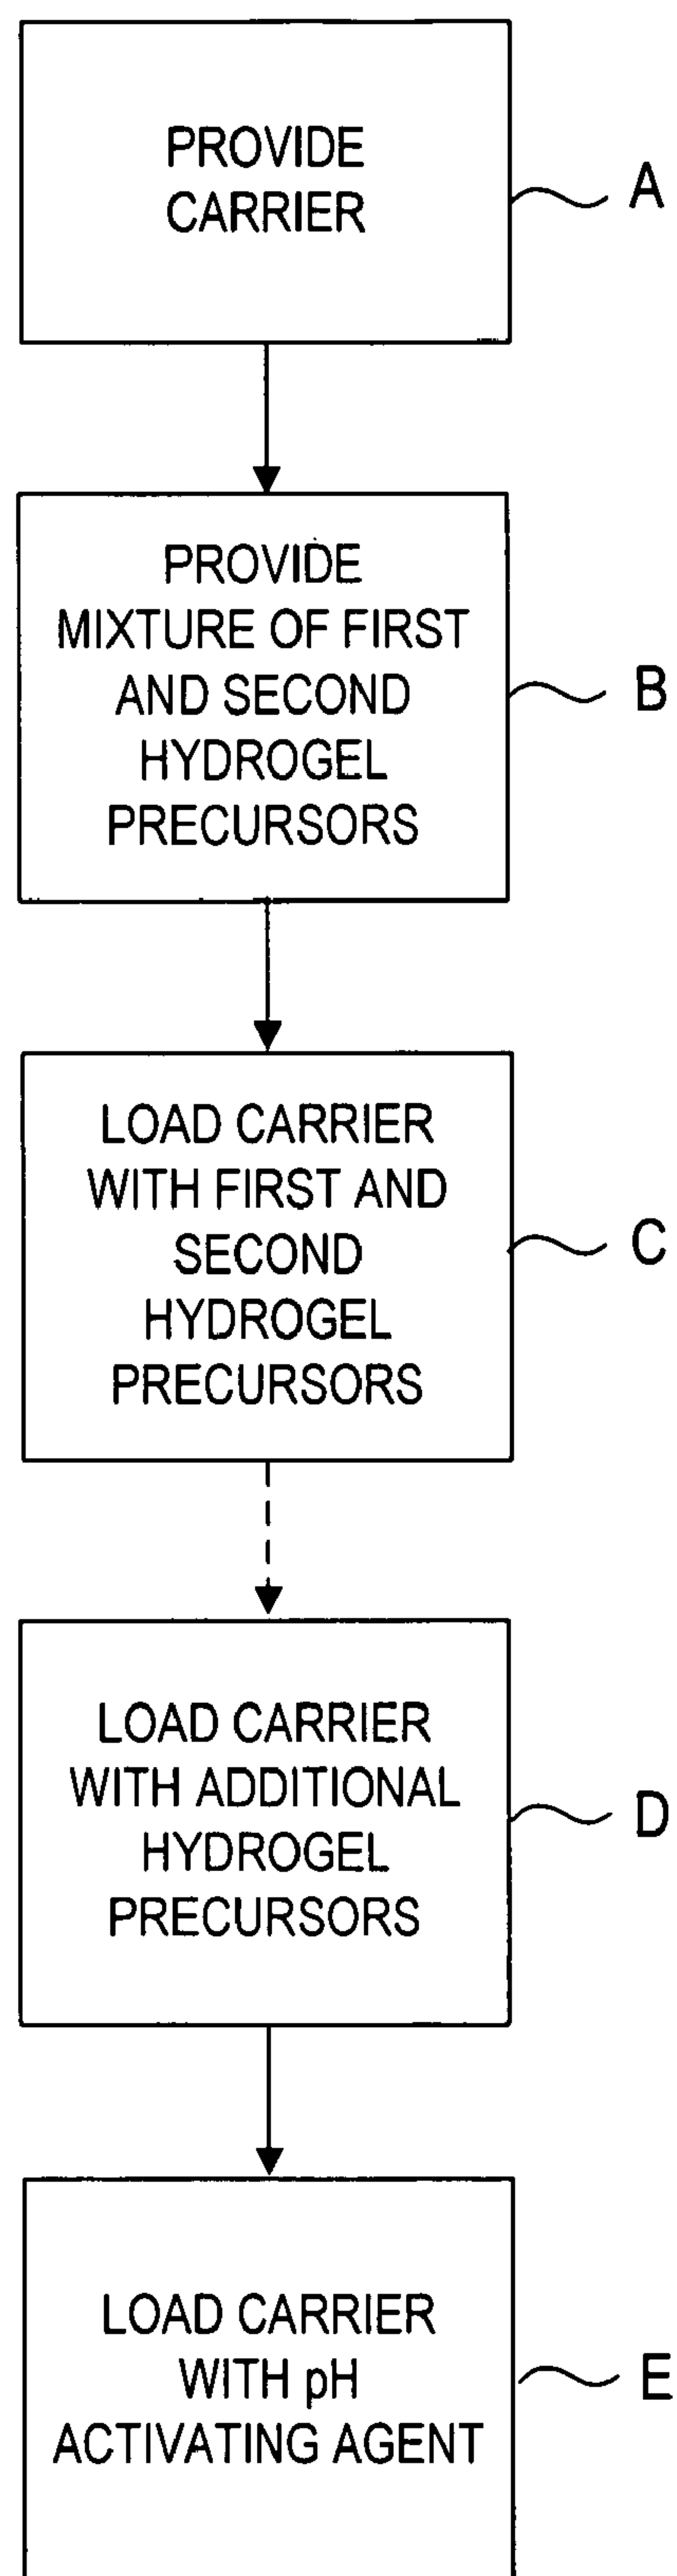 PROVIDE
CARRIER
A
PROVIDE
MIXTURE OF FIRST
AND SECOND
HYDROGEL
PRECURSORS
B
LOAD CARRIER
WITH FIRST AND
SECOND
HYDROGEL
PRECURSORS
C
LOAD CARRIER
WITH ADDITIONAL
HYDROGEL
PRECURSORS
D
LOAD CARRIER
WITH pH
ACTIVATING AGENT
E